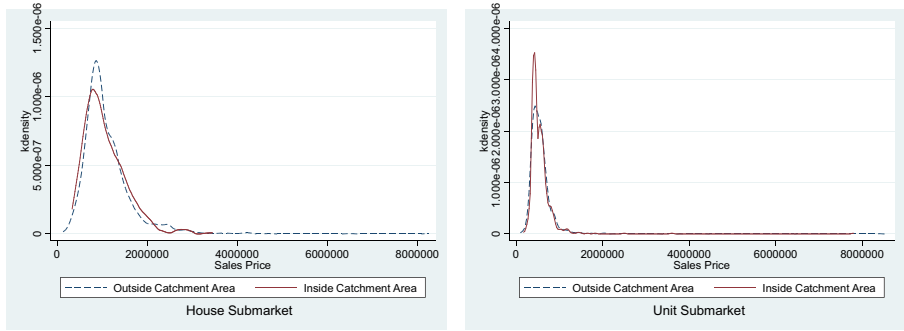 kdensity
1.500e-06
1.000e-06
5.000e-07
0
0 2000000 4000000 6000000 8000000
Sales Price
Outside Catchment Area Inside Catchment Area
House Submarket
kdensity
4.000e-06
3.000e-06
2.000e-06
1.000e-06
0
0 2000000 4000000 6000000 8000000
Sales Price
Outside Catchment Area Inside Catchment Area
Unit Submarket